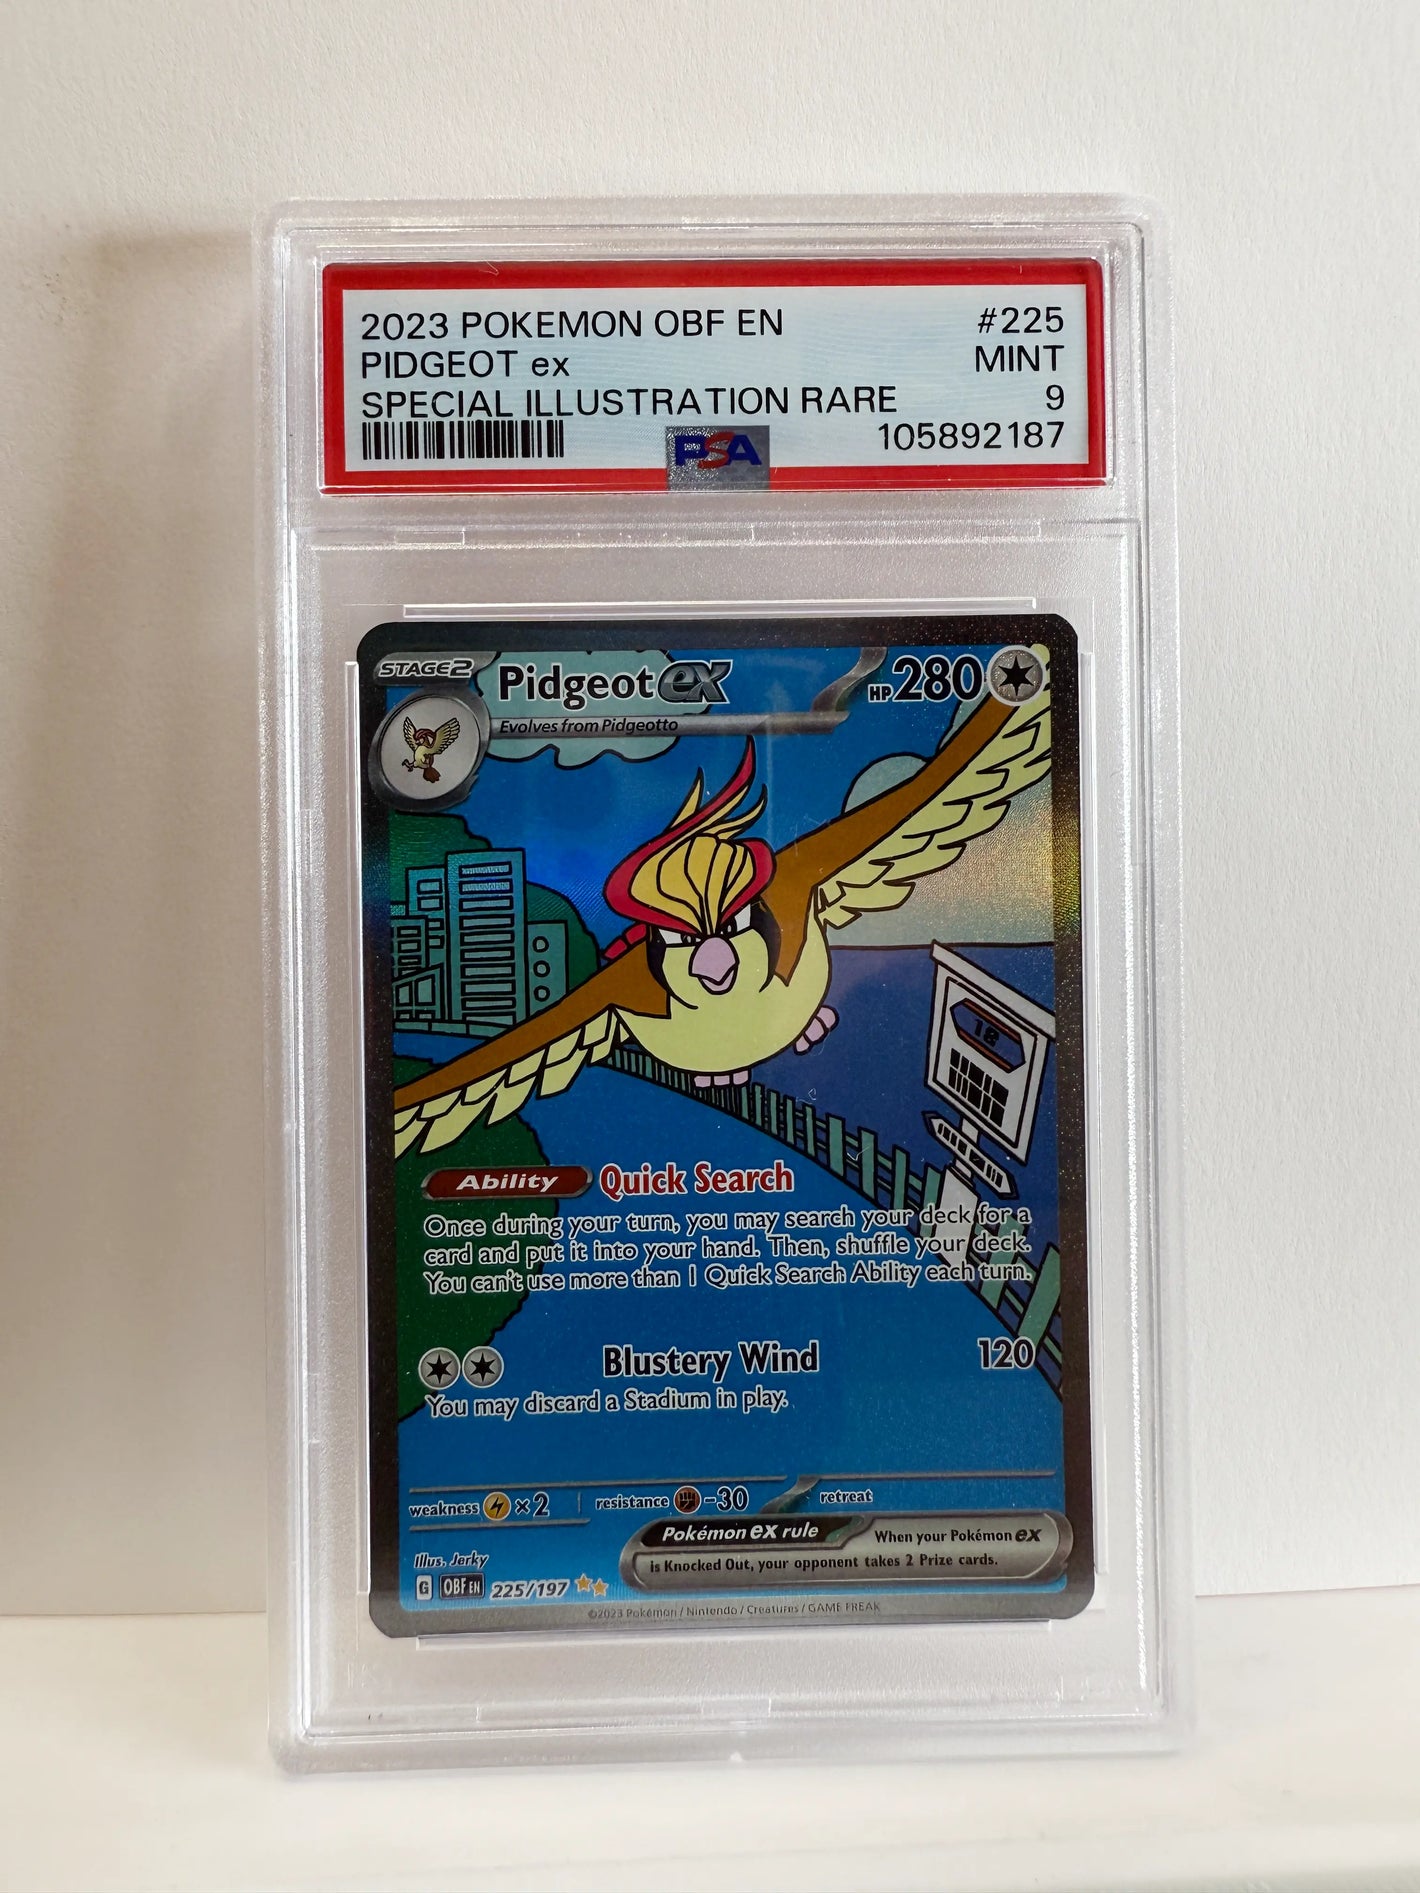 2023 POKEMON OBF EN #225
PIDGEOT ex MINT
SPECIAL ILLUSTRATION RARE 9
PSA 105892187
STAGE2 Pidgeot ex HP 280
Evolves from Pidgeotto
18
Ability Quick Search
Once during your turn, you may search your deck for a
card and put it into your hand. Then, shuffle your deck.
You can't use more than 1 Quick Search Ability each turn.
Blustery Wind 120
You may discard a Stadium in play.
weakness ×2 resistance -30 retreat
Pokémon ex rule When your Pokémon ex
is Knocked Out, your opponent takes 2 Prize cards.
Illus. Jerky
G OBF EN 225/197
©2023 Pokémon / Nintendo / Creatures / GAME FREAK